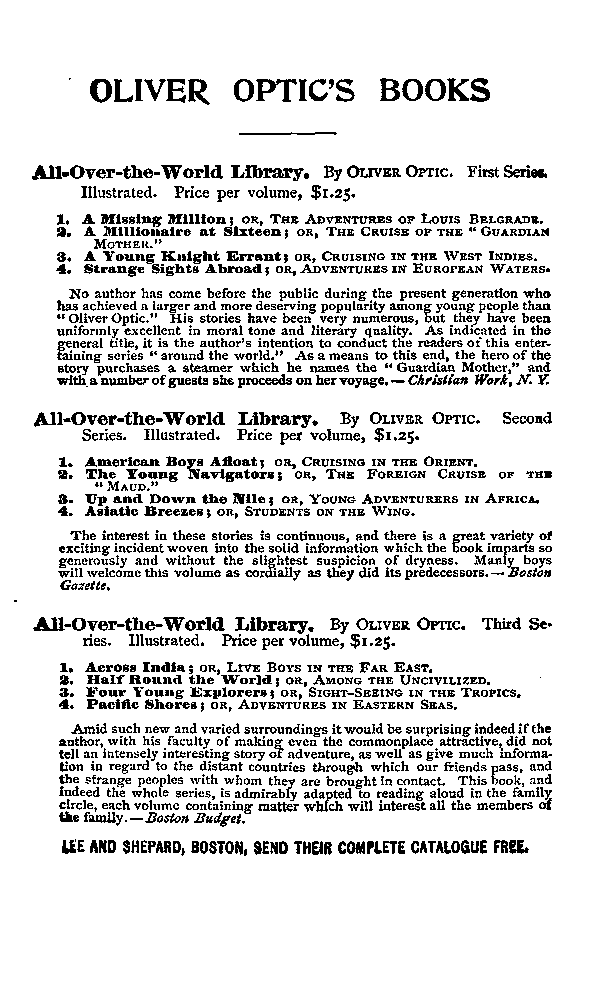 OLIVER OPTIC'S BOOKS
All-Over-the-World Library. By OLIVER OPTIC. First Series.
Illustrated. Price per volume, $1.25.
1. A Missing Million; OR, THE ADVENTURES OF LOUIS BELGRADE.
2. A Millionaire at Sixteen; OR, THE CRUISE OF THE "GUARDIAN
MOTHER."
3. A Young Knight Errant; OR, CRUISING IN THE WEST INDIES.
4. Strange Sights Abroad; OR, ADVENTURES IN EUROPEAN WATERS.
No author has come before the public during the present generation who
has achieved a larger and more deserving popularity among young people than
"Oliver Optic." His stories have been very numerous, but they have been
uniformly excellent in moral tone and literary quality. As indicated in the
general title, it is the author's intention to conduct the readers of this enter-
taining series "around the world." As a means to this end, the hero of the
story purchases a steamer which he names the "Guardian Mother," and
with a number of guests she proceeds on her voyage.—Christian Work, N. Y.
All-Over-the-World Library. By OLIVER OPTIC. Second
Series. Illustrated. Price per volume, $1.25.
1. American Boys Afloat; OR, CRUISING IN THE ORIENT.
2. The Young Navigators; OR, THE FOREIGN CRUISE OF THE
"MAUD."
3. Up and Down the Nile; OR, YOUNG ADVENTURERS IN AFRICA.
4. Asiatic Breezes; OR, STUDENTS ON THE WING.
The interest in these stories is continuous, and there is a great variety of
exciting incident woven into the solid information which the book imparts so
generously and without the slightest suspicion of dryness. Manly boys
will welcome this volume as cordially as they did its predecessors.—Boston
Gazette.
All-Over-the-World Library. By OLIVER OPTIC. Third Se-
ries. Illustrated. Price per volume, $1.25.
1. Across India; OR, LIVE BOYS IN THE FAR EAST.
2. Half Round the World; OR, AMONG THE UNCIVILIZED.
3. Four Young Explorers; OR, SIGHT-SEEING IN THE TROPICS.
4. Pacific Shores; OR, ADVENTURES IN EASTERN SEAS.
Amid such new and varied surroundings it would be surprising indeed if the
author, with his faculty of making even the commonplace attractive, did not
tell an intensely interesting story of adventure, as well as give much informa-
tion in regard to the distant countries through which our friends pass, and
the strange peoples with whom they are brought in contact. This book, and
indeed the whole series, is admirably adapted to reading aloud in the family
circle, each volume containing matter which will interest all the members of
the family.—Boston Budget.
LEE AND SHEPARD, BOSTON, SEND THEIR COMPLETE CATALOGUE FREE.